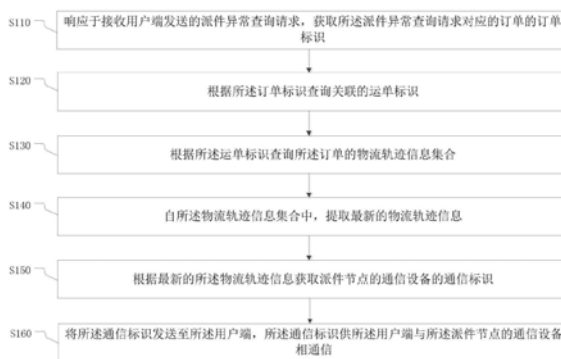 S110
响应于接收用户端发送的派件异常查询请求，获取所述派件异常查询请求对应的订单的订单
标识
S120
根据所述订单标识查询关联的运单标识
S130
根据所述运单标识查询所述订单的物流轨迹信息集合
S140
自所述物流轨迹信息集合中，提取最新的物流轨迹信息
S150
根据最新的所述物流轨迹信息获取派件节点的通信设备的通信标识
S160
将所述通信标识发送至所述用户端，所述通信标识供所述用户端与所述派件节点的通信设备
相通信